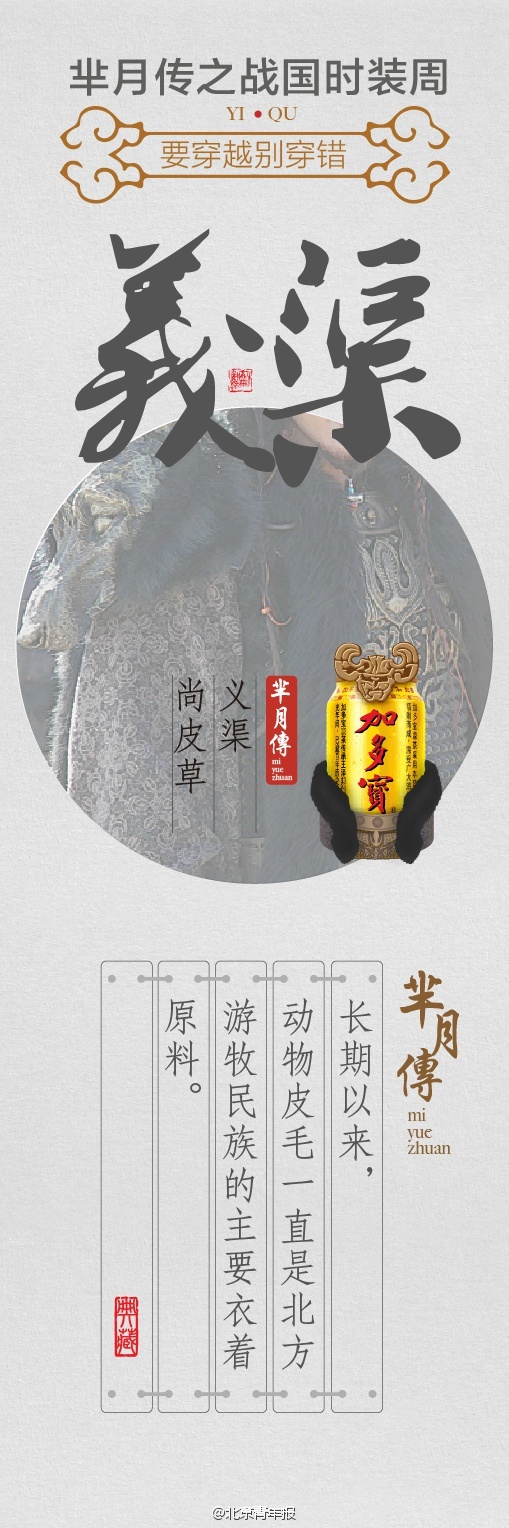 芈月传之战国时装周
YI • QU
要穿越别穿错
義渠
芈月傳
mi
yue
zhuan
义渠
尚皮草
加多寳
芈月傳
mi
yue
zhuan
长期以来，
动物皮毛一直是北方
游牧民族的主要衣着
原料。
典藏
@北京青年报